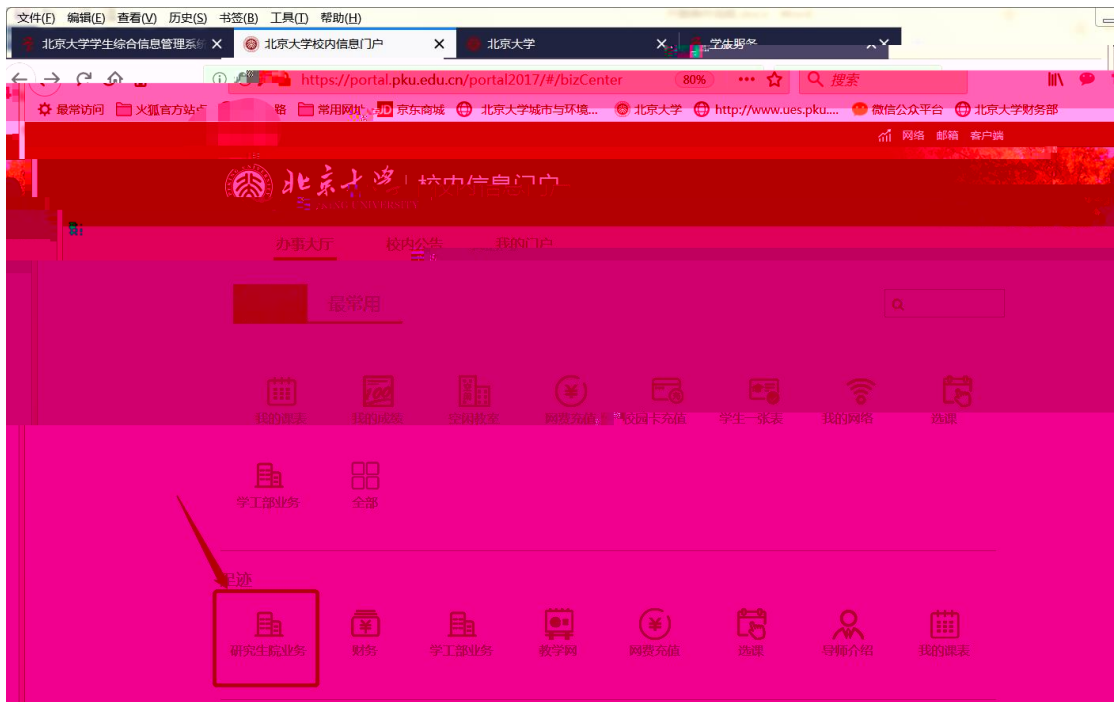 文件(F) 编辑(E) 查看(V) 历史(S) 书签(B) 工具(T) 帮助(H)
北京大学学生综合信息管理系统 北京大学校内信息门户 北京大学 学生服务
https://portal.pku.edu.cn/portal2017/#/bizCenter 80% 搜索
最常访问 火狐官方站点 常用网址 京东商城 北京大学城市与环境... 北京大学 http://www.ues.pku.... 微信公众平台 北京大学财务部
网络 邮箱 客户端
北京大学 校内信息门户
办事大厅 校内公告 我的门户
最常用
我的课表 我的成绩 空闲教室 网费充值 校园卡充值 学生一张表 我的网络 选课
学工部业务 全部
足迹
研究生院业务 财务 学工部业务 教学网 网费充值 选课 导师介绍 我的课表